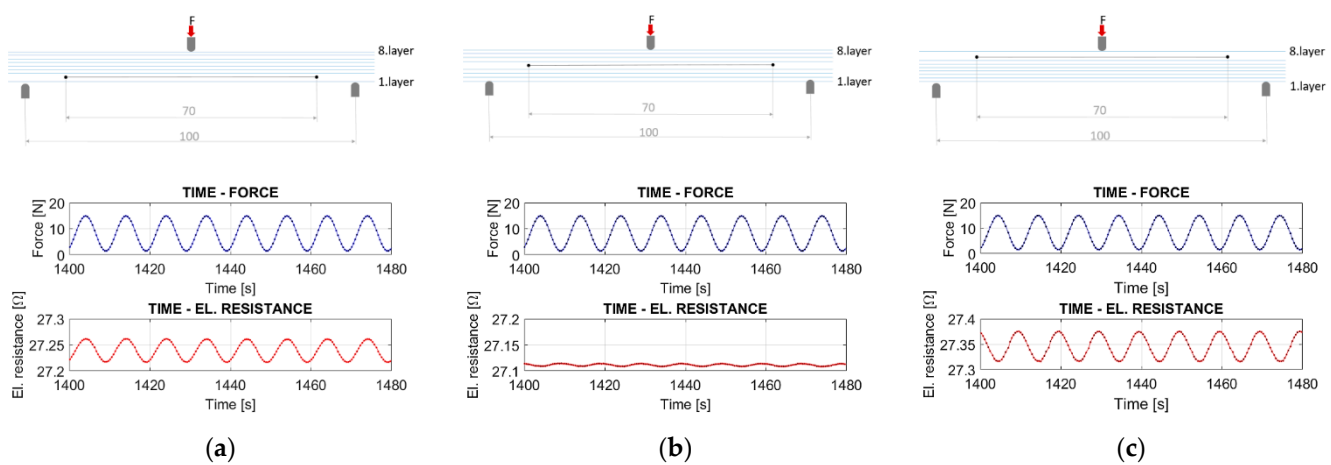 F
8.layer
1.layer
70
100
TIME - FORCE
Force [N]
20
10
0
1400 1420 1440 1460 1480
Time [s]
TIME - EL. RESISTANCE
El. resistance [Ω]
27.3
27.25
27.2
1400 1420 1440 1460 1480
Time [s]
(a)
F
8.layer
1.layer
70
100
TIME - FORCE
Force [N]
20
10
0
1400 1420 1440 1460 1480
Time [s]
TIME - EL. RESISTANCE
El. resistance [Ω]
27.2
27.15
27.1
1400 1420 1440 1460 1480
Time [s]
(b)
F
8.layer
1.layer
70
100
TIME - FORCE
Force [N]
20
10
0
1400 1420 1440 1460 1480
Time [s]
TIME - EL. RESISTANCE
El. resistance [Ω]
27.4
27.35
27.3
1400 1420 1440 1460 1480
Time [s]
(c)